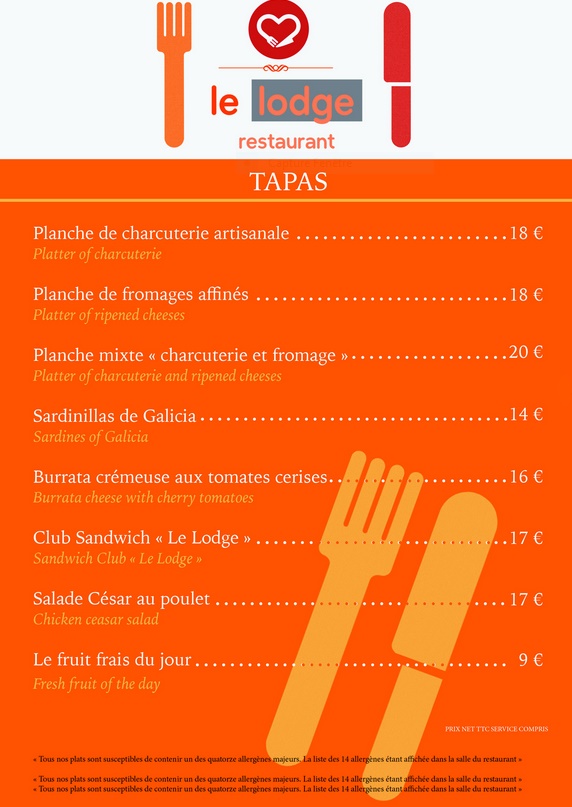 le lodge
restaurant
TAPAS
Planche de charcuterie artisanale ........................18 €
Platter of charcuterie
Planche de fromages affinés ............................18 €
Platter of ripened cheeses
Planche mixte « charcuterie et fromage »..................20 €
Platter of charcuterie and ripened cheeses
Sardinillas de Galicia...................................14 €
Sardines of Galicia
Burrata crémeuse aux tomates cerises....................16 €
Burrata cheese with cherry tomatoes
Club Sandwich « Le Lodge » ............................17 €
Sandwich Club « Le Lodge »
Salade César au poulet .................................17 €
Chicken ceasar salad
Le fruit frais du jour................................... 9 €
Fresh fruit of the day
PRIX NET TTC SERVICE COMPRIS
« Tous nos plats sont susceptibles de contenir un des quatorze allergènes majeurs. La liste des 14 allergènes étant affichée dans la salle du restaurant »
« Tous nos plats sont susceptibles de contenir un des quatorze allergènes majeurs. La liste des 14 allergènes étant affichée dans la salle du restaurant »
« Tous nos plats sont susceptibles de contenir un des quatorze allergènes majeurs. La liste des 14 allergènes étant affichée dans la salle du restaurant »